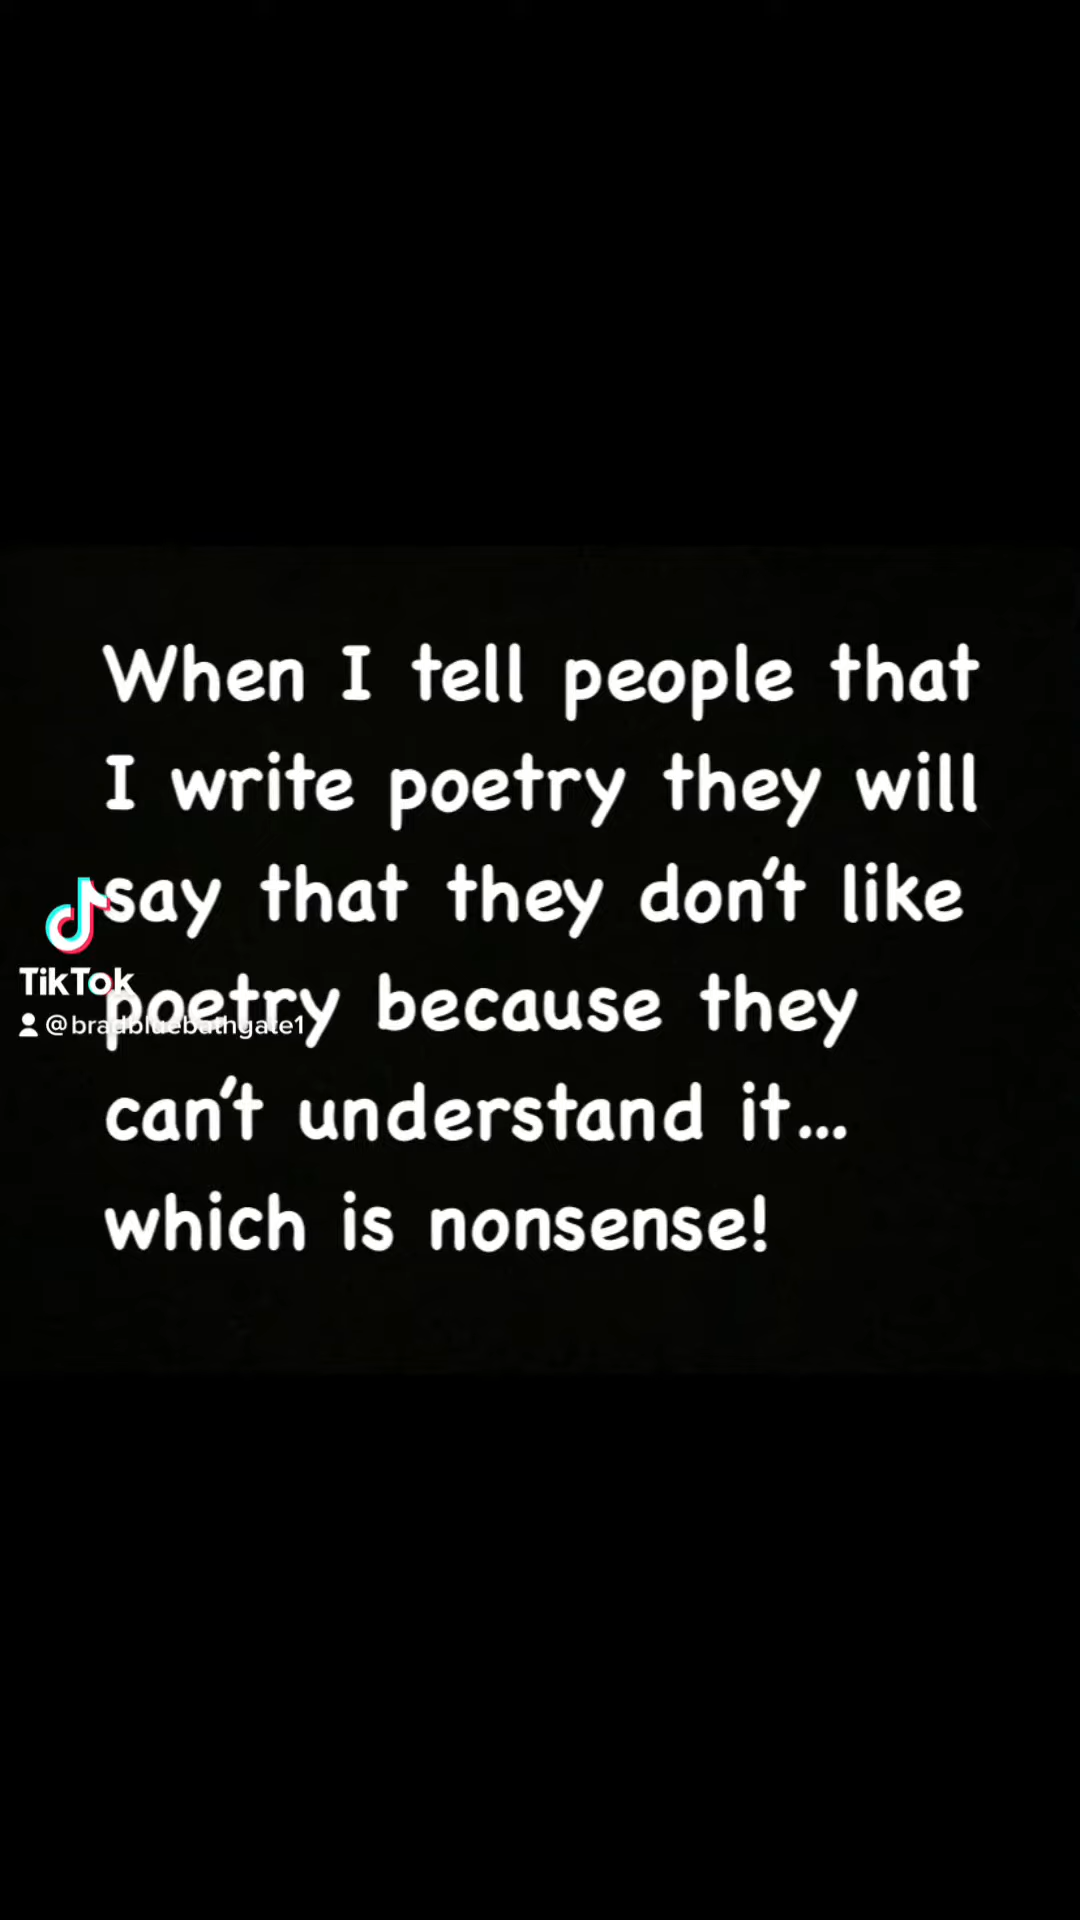 When I tell people that
I write poetry they will
say that they don't like
TikTok
poetry because they
@bradbluebathgate1
can't understand it...
which is nonsense!